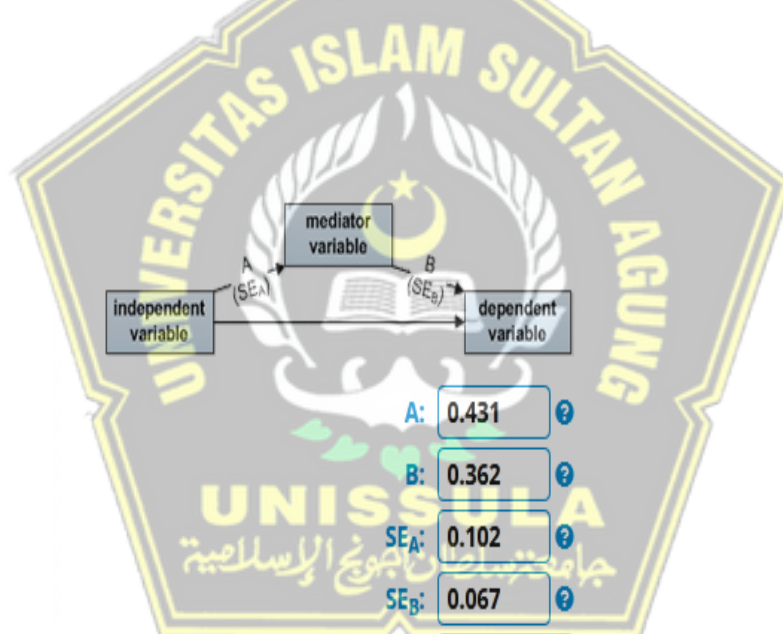 UNIVERSITAS ISLAM SULTAN AGUNG
mediator
variable
A
(SEA)
B
(SEB)
independent
variable
dependent
variable
A: 0.431 ?
B: 0.362 ?
UNISSULA
SEA: 0.102 ?
جامعة سلطان أجونج الإسلامية
SEB: 0.067 ?